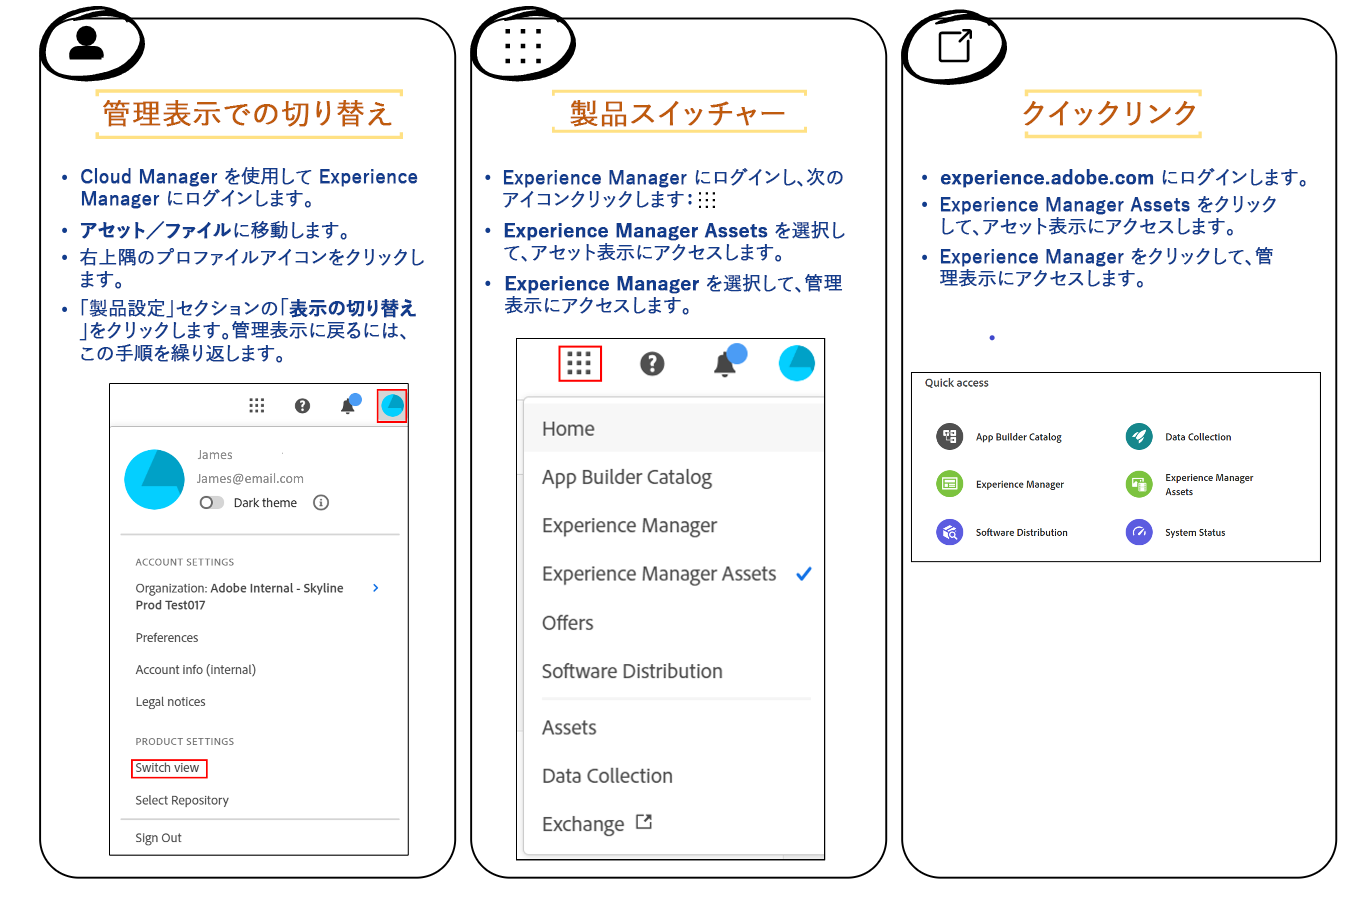 管理表示での切り替え
• Cloud Manager を使用して Experience
Manager にログインします。
• アセット／ファイルに移動します。
• 右上隅のプロファイルアイコンをクリックし
ます。
• 「製品設定」セクションの「表示の切り替え
」をクリックします。管理表示に戻るには、
この手順を繰り返します。
James
James@email.com
Dark theme
ACCOUNT SETTINGS
Organization: Adobe Internal - Skyline
Prod Test017
Preferences
Account info (internal)
Legal notices
PRODUCT SETTINGS
Switch view
Select Repository
Sign Out
製品スイッチャー
• Experience Manager にログインし、次の
アイコンクリックします：
• Experience Manager Assets を選択し
て、アセット表示にアクセスします。
• Experience Manager を選択して、管理
表示にアクセスします。
Home
App Builder Catalog
Experience Manager
Experience Manager Assets
Offers
Software Distribution
Assets
Data Collection
Exchange
クイックリンク
• experience.adobe.com にログインします。
• Experience Manager Assets をクリック
して、アセット表示にアクセスします。
• Experience Manager をクリックして、管
理表示にアクセスします。
•
Quick access
App Builder Catalog
Data Collection
Experience Manager
Experience Manager
Assets
Software Distribution
System Status